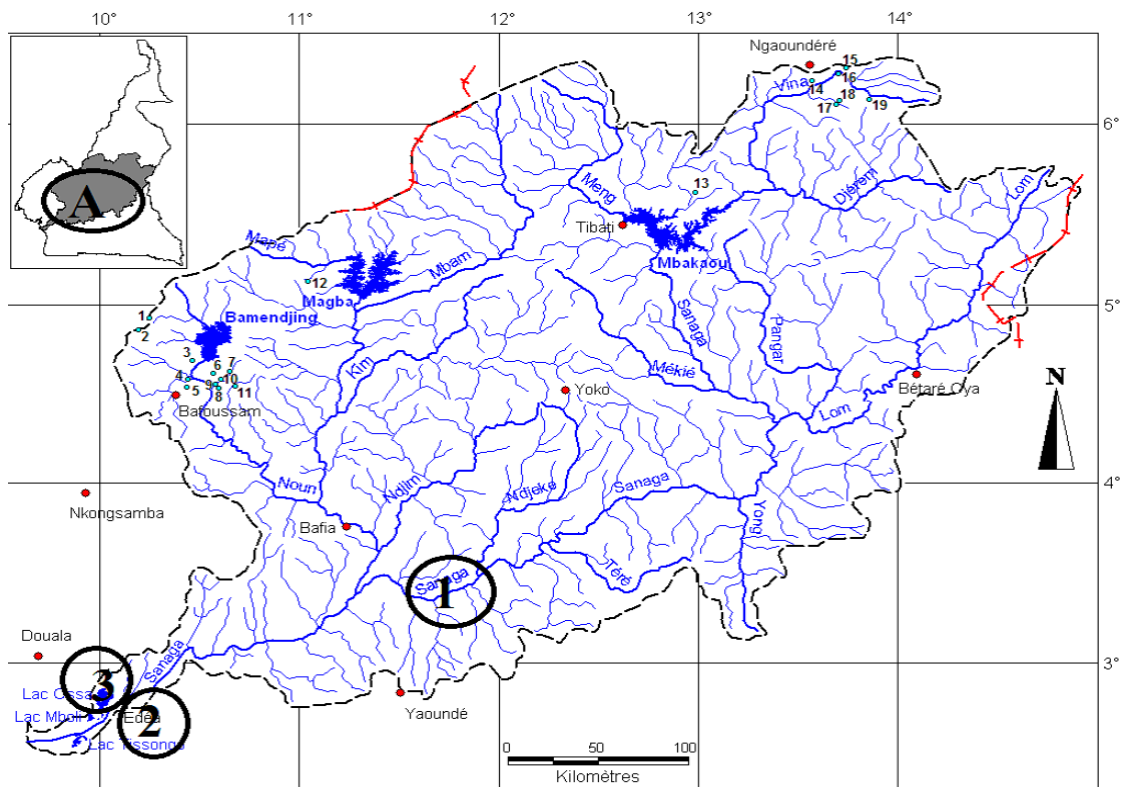 10° 11° 12° 13° 14°
Ngaoundéré
15
16
Vina
14
18
17
19
A
6°
Meng
13
Djérem
Lom
Tibati
Mapé
Mbam
Mbakaou
12
Magba
5°
1
2
Bamendjing
Sanaga
Pangar
3
6
7
Kim
4
9
10
5
8
11
Mékié
Bafoussam
Yoko
Bétaré Oya
Lom
N
Noun
Ndjim
Ndjeke
Sanaga
4°
Nkongsamba
Bafia
Yong
Sanaga
1
Téré
Douala
Sanaga
3°
3
Lac Ossa
Lac Mboli
Edéa
2
Yaoundé
Lac Tissongo
0 50 100
Kilomètres